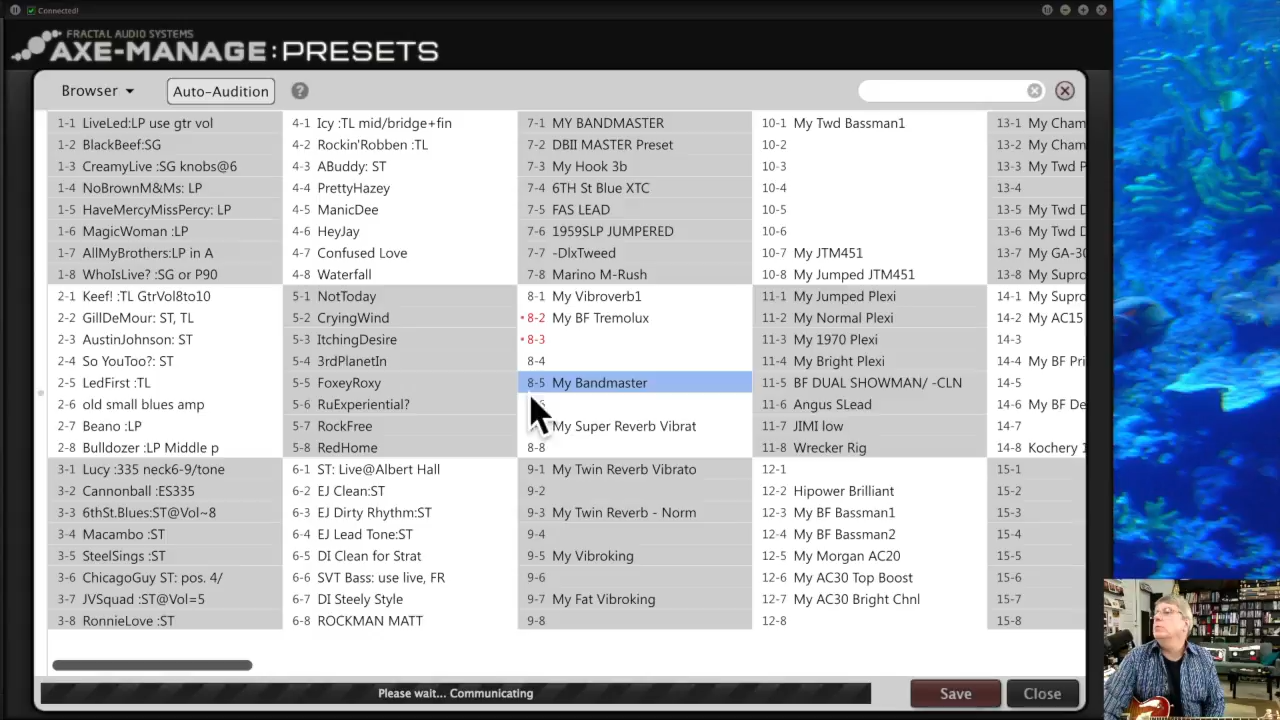 Connected!
FRACTAL AUDIO SYSTEMS
AXE-MANAGE:PRESETS
Browser
Auto-Audition
?
1-1 LiveLed:LP use gtr vol
1-2 BlackBeef:SG
1-3 CreamyLive :SG knobs@6
1-4 NoBrownM&Ms: LP
1-5 HaveMercyMissPercy: LP
1-6 MagicWoman :LP
1-7 AllMyBrothers:LP in A
1-8 WhoIsLive? :SG or P90
2-1 Keef! :TL GtrVol8to10
2-2 GillDeMour: ST, TL
2-3 AustinJohnson: ST
2-4 So YouToo?: ST
2-5 LedFirst :TL
2-6 old small blues amp
2-7 Beano :LP
2-8 Bulldozer :LP Middle p
3-1 Lucy :335 neck6-9/tone
3-2 Cannonball :ES335
3-3 6thSt.Blues:ST@Vol~8
3-4 Macambo :ST
3-5 SteelSings :ST
3-6 ChicagoGuy ST: pos. 4/
3-7 JVSquad :ST@Vol=5
3-8 RonnieLove :ST
4-1 Icy :TL mid/bridge+fin
4-2 Rockin'Robben :TL
4-3 ABuddy: ST
4-4 PrettyHazey
4-5 ManicDee
4-6 HeyJay
4-7 Confused Love
4-8 Waterfall
5-1 NotToday
5-2 CryingWind
5-3 ItchingDesire
5-4 3rdPlanetIn
5-5 FoxeyRoxy
5-6 RuExperiential?
5-7 RockFree
5-8 RedHome
6-1 ST: Live@Albert Hall
6-2 EJ Clean:ST
6-3 EJ Dirty Rhythm:ST
6-4 EJ Lead Tone:ST
6-5 DI Clean for Strat
6-6 SVT Bass: use live, FR
6-7 DI Steely Style
6-8 ROCKMAN MATT
7-1 MY BANDMASTER
7-2 DBII MASTER Preset
7-3 My Hook 3b
7-4 6TH St Blue XTC
7-5 FAS LEAD
7-6 1959SLP JUMPERED
7-7 -DlxTweed
7-8 Marino M-Rush
8-1 My Vibroverb1
8-2 My BF Tremolux
8-3
8-4
8-5 My Bandmaster
6
My Super Reverb Vibrat
8-8
9-1 My Twin Reverb Vibrato
9-2
9-3 My Twin Reverb - Norm
9-4
9-5 My Vibroking
9-6
9-7 My Fat Vibroking
9-8
10-1 My Twd Bassman1
10-2
10-3
10-4
10-5
10-6
10-7 My JTM451
10-8 My Jumped JTM451
11-1 My Jumped Plexi
11-2 My Normal Plexi
11-3 My 1970 Plexi
11-4 My Bright Plexi
11-5 BF DUAL SHOWMAN/ -CLN
11-6 Angus SLead
11-7 JIMI low
11-8 Wrecker Rig
12-1
12-2 Hipower Brilliant
12-3 My BF Bassman1
12-4 My BF Bassman2
12-5 My Morgan AC20
12-6 My AC30 Top Boost
12-7 My AC30 Bright Chnl
12-8
13-1 My Cham
13-2 My Cham
13-3 My Twd P
13-4
13-5 My Twd D
13-6 My Twd D
13-7 My GA-30
13-8 My Supro
14-1 My Supro
14-2 My AC15
14-3
14-4 My BF Pri
14-5
14-6 My BF De
14-7
14-8 Kochery 1
15-1
15-2
15-3
15-4
15-5
15-6
15-7
15-8
Please wait... Communicating
Save
Close